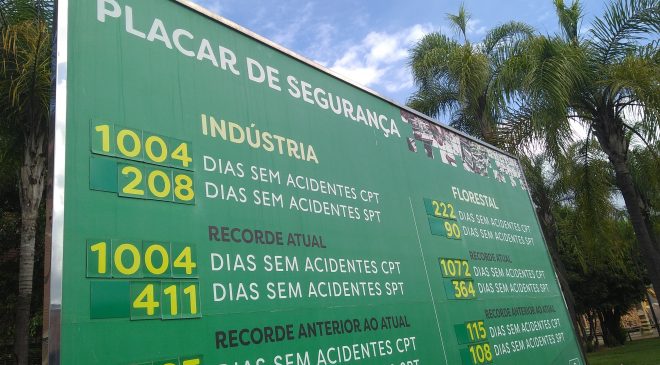 PLACAR DE SEGURANÇA
INDÚSTRIA
1004 DIAS SEM ACIDENTES CPT
208 DIAS SEM ACIDENTES SPT
RECORDE ATUAL
1004 DIAS SEM ACIDENTES CPT
411 DIAS SEM ACIDENTES SPT
RECORDE ANTERIOR AO ATUAL
DIAS SEM ACIDENTES CPT
SEM ACIDENTES SPT
FLORESTAL
222 DIAS SEM ACIDENTES CPT
90 DIAS SEM ACIDENTES SPT
RECORDE ATUAL
1072 DIAS SEM ACIDENTES CPT
364 DIAS SEM ACIDENTES SPT
RECORDE ANTERIOR AO ATUAL
115 DIAS SEM ACIDENTES CPT
108 DIAS SEM ACIDENTES SPT